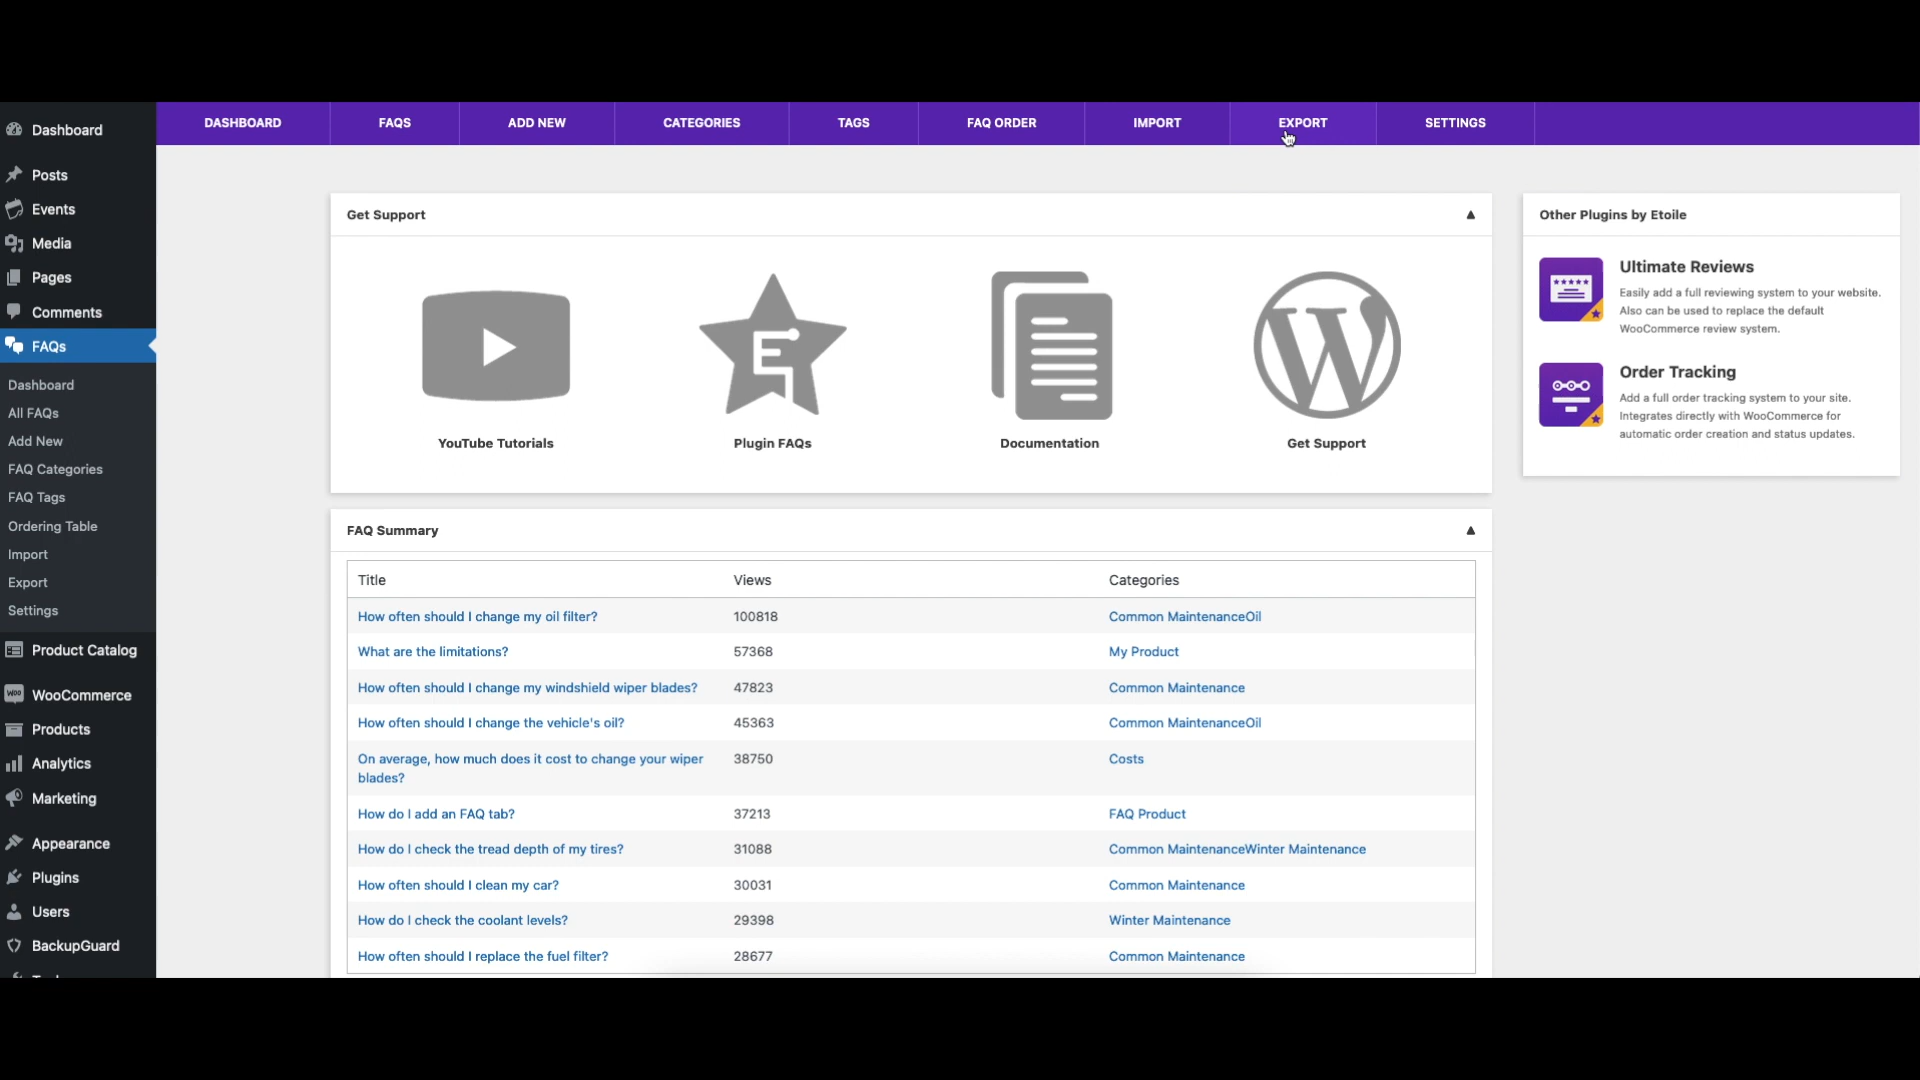 DASHBOARD FAQS ADD NEW CATEGORIES TAGS FAQ ORDER IMPORT EXPORT SETTINGS
Dashboard
Posts
Events
Media
Pages
Comments
FAQs
Dashboard
All FAQs
Add New
FAQ Categories
FAQ Tags
Ordering Table
Import
Export
Settings
Product Catalog
WooCommerce
Products
Analytics
Marketing
Appearance
Plugins
Users
BackupGuard
Get Support
YouTube Tutorials
Plugin FAQs
Documentation
Get Support
FAQ Summary
Title Views Categories
How often should I change my oil filter? 100818 Common MaintenanceOil
What are the limitations? 57368 My Product
How often should I change my windshield wiper blades? 47823 Common Maintenance
How often should I change the vehicle's oil? 45363 Common MaintenanceOil
On average, how much does it cost to change your wiper 38750 Costs
blades?
How do I add an FAQ tab? 37213 FAQ Product
How do I check the tread depth of my tires? 31088 Common MaintenanceWinter Maintenance
How often should I clean my car? 30031 Common Maintenance
How do I check the coolant levels? 29398 Winter Maintenance
How often should I replace the fuel filter? 28677 Common Maintenance
Other Plugins by Etoile
Ultimate Reviews
Easily add a full reviewing system to your website.
Also can be used to replace the default
WooCommerce review system.
Order Tracking
Add a full order tracking system to your site.
Integrates directly with WooCommerce for
automatic order creation and status updates.